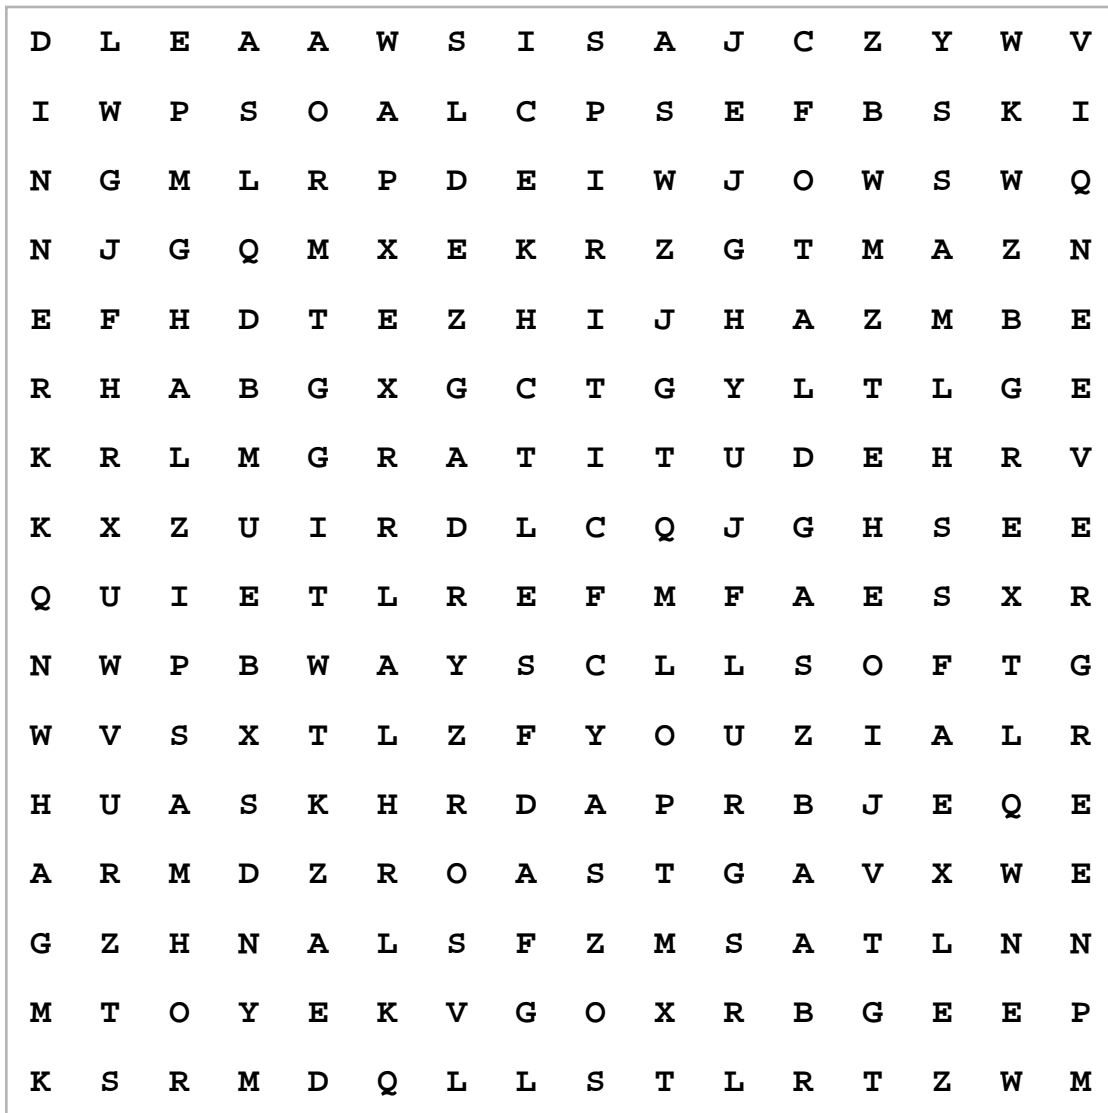 D L E A A W S I S A J C Z Y W V
I W P S O A L C P S E F B S K I
N G M L R P D E I W J O W S W Q
N J G Q M X E K R Z G T M A Z N
E F H D T E Z H I J H A Z M B E
R H A B G X G C T G Y L T L G E
K R L M G R A T I T U D E H R V
K X Z U I R D L C Q J G H S E E
Q U I E T L R E F M F A E S X R
N W P B W A Y S C L L S O F T G
W V S X T L Z F Y O U Z I A L R
H U A S K H R D A P R B J E Q E
A R M D Z R O A S T G A V X W E
G Z H N A L S F Z M S A T L N N
M T O Y E K V G O X R B G E E P
K S R M D Q L L S T L R T Z W M